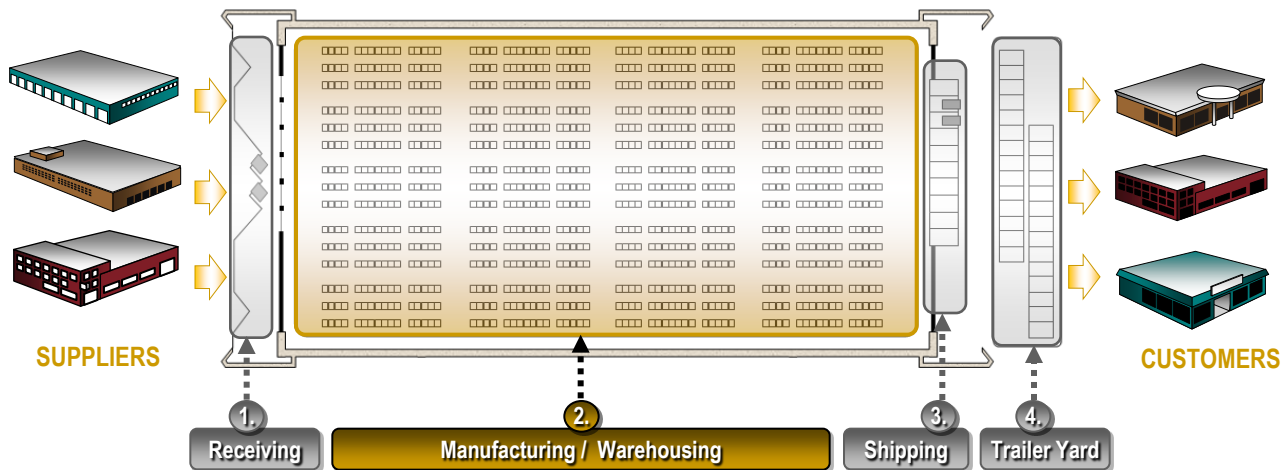 SUPPLIERS
CUSTOMERS
1.
2.
3.
4.
Receiving
Manufacturing / Warehousing
Shipping
Trailer Yard